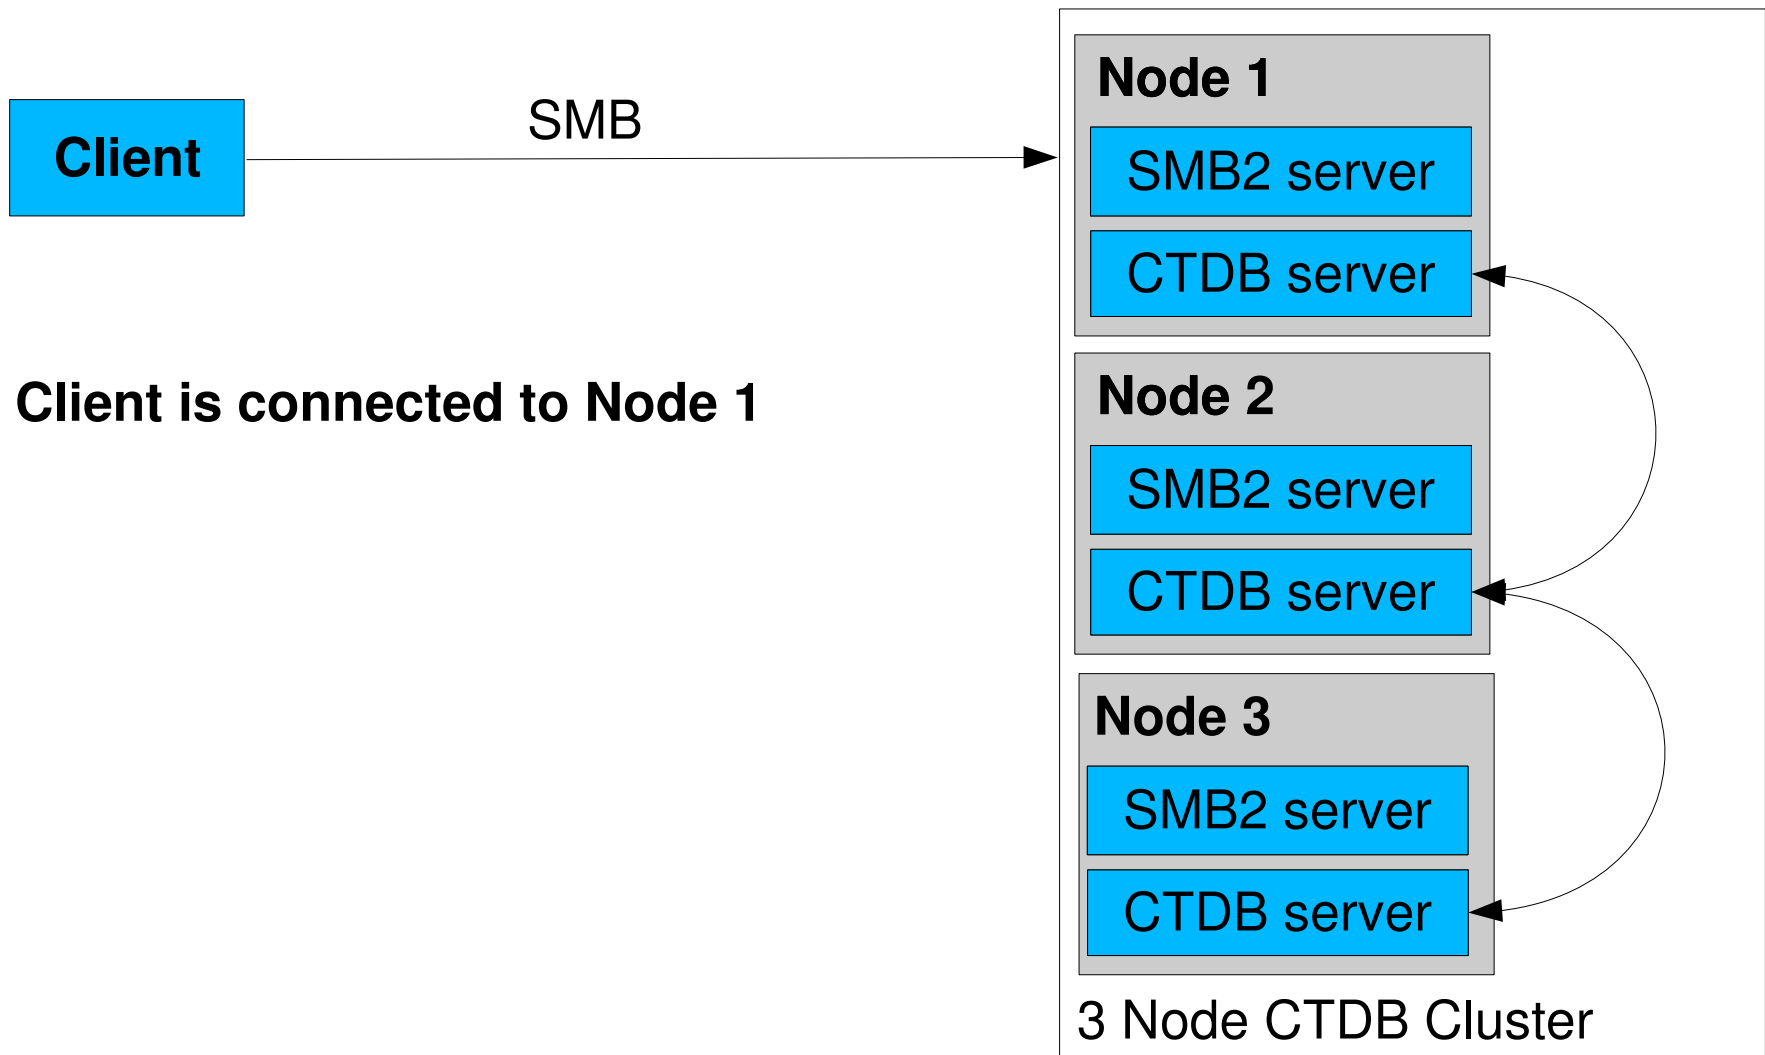 Client
SMB
Client is connected to Node 1
Node 1
SMB2 server
CTDB server
Node 2
SMB2 server
CTDB server
Node 3
SMB2 server
CTDB server
3 Node CTDB Cluster